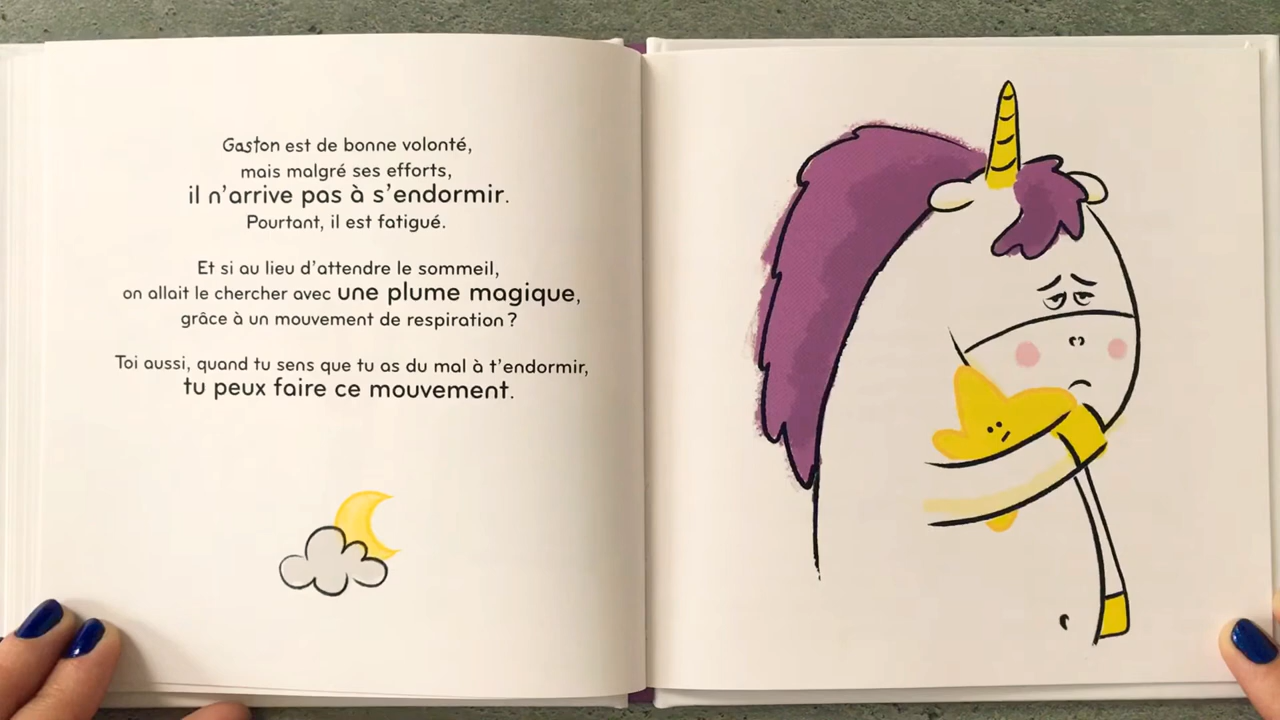 Gaston est de bonne volonté,
mais malgré ses efforts,
il n'arrive pas à s'endormir.
Pourtant, il est fatigué.
Et si au lieu d'attendre le sommeil,
on allait le chercher avec une plume magique,
grâce à un mouvement de respiration ?
Toi aussi, quand tu sens que tu as du mal à t'endormir,
tu peux faire ce mouvement.